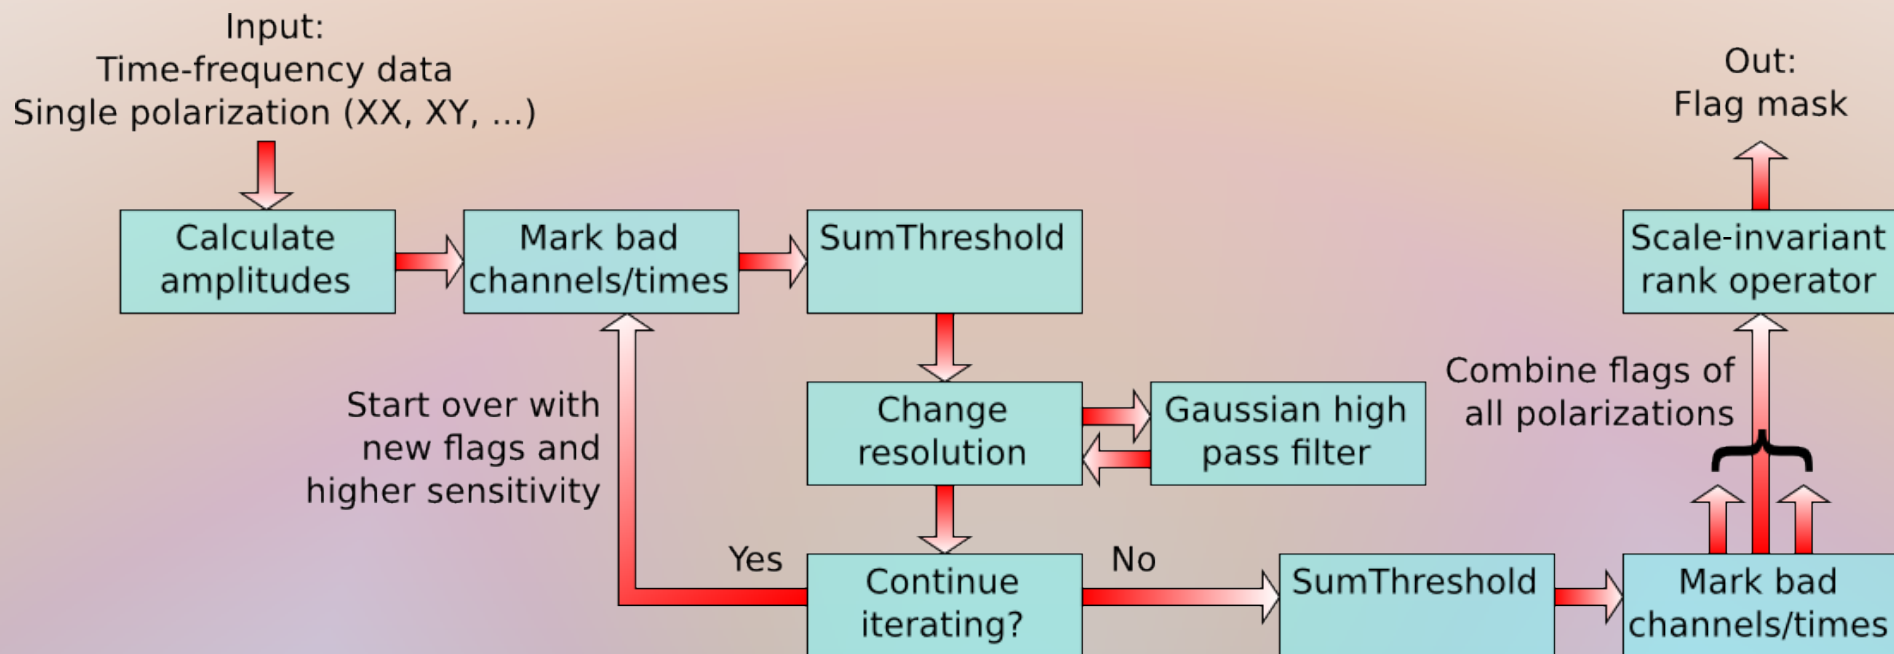 Input:
Time-frequency data
Single polarization (XX, XY, ...)
Out:
Flag mask
Calculate
amplitudes
Mark bad
channels/times
SumThreshold
Scale-invariant
rank operator
Start over with
new flags and
higher sensitivity
Change
resolution
Gaussian high
pass filter
Combine flags of
all polarizations
Yes
Continue
iterating?
No
SumThreshold
Mark bad
channels/times